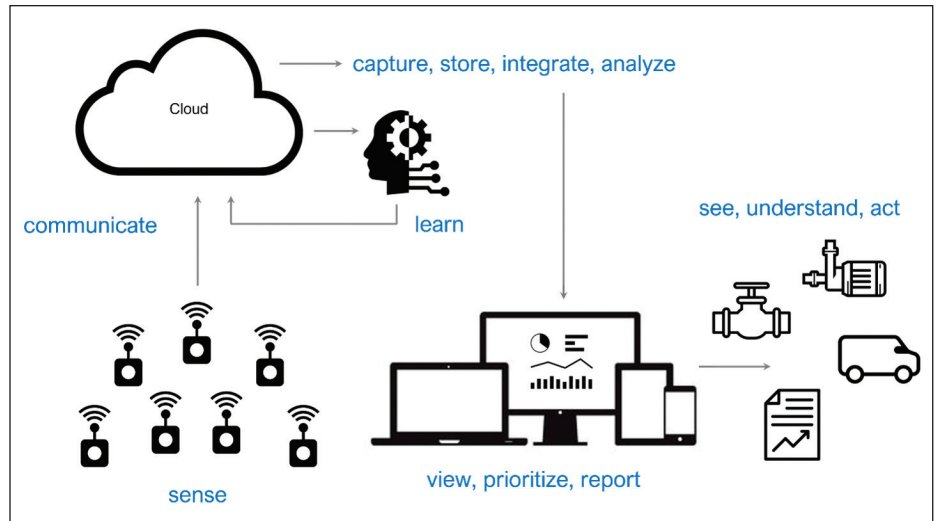 capture, store, integrate, analyze
Cloud
see, understand, act
communicate
learn
view, prioritize, report
sense